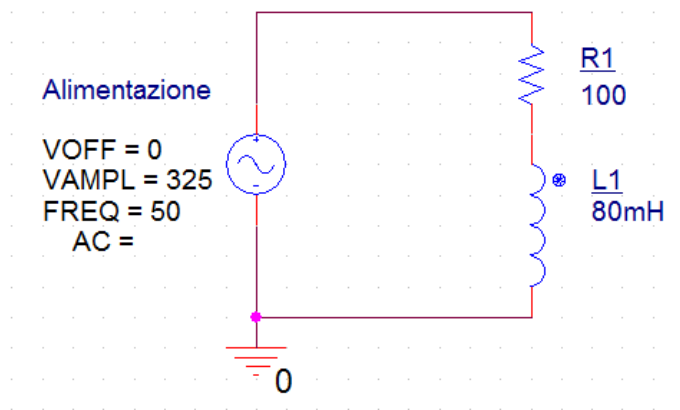 Alimentazione
VOFF = 0
VAMPL = 325
FREQ = 50
AC =
R1
100
L1
80mH
0